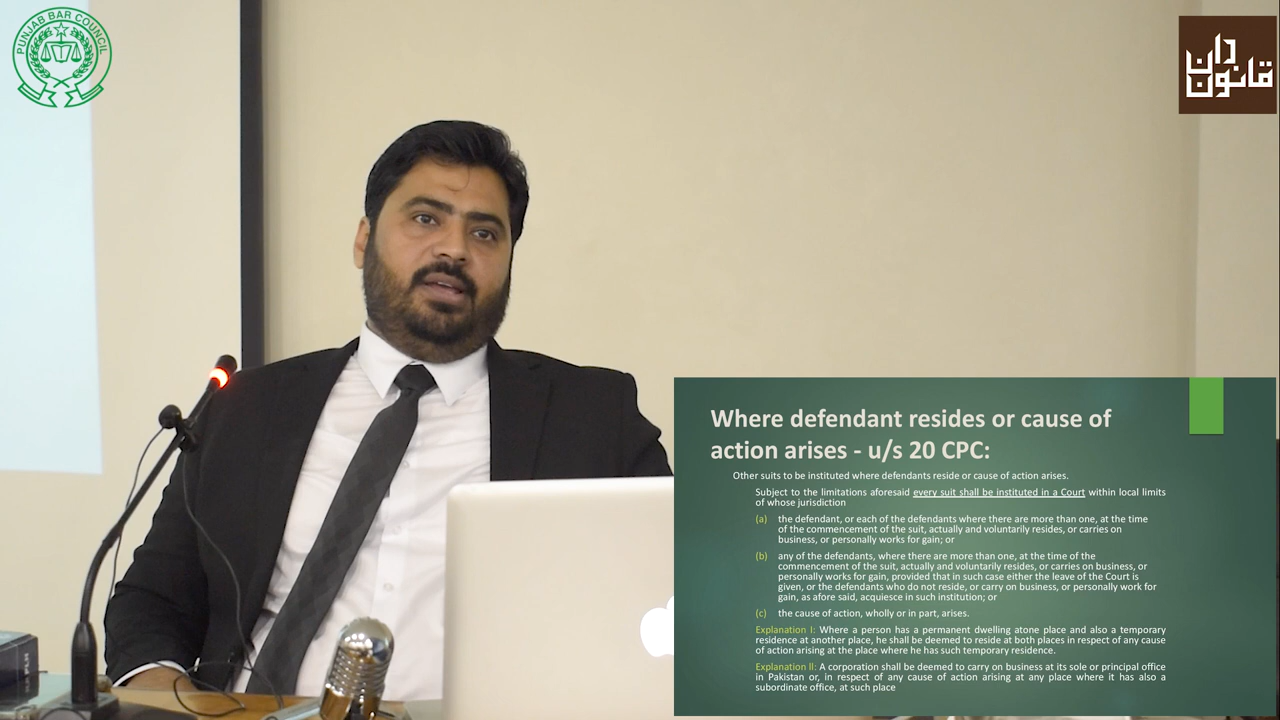 PUNJAB BAR COUNCIL
قانون دان
Where defendant resides or cause of
action arises - u/s 20 CPC:
Other suits to be instituted where defendants reside or cause of action arises.
Subject to the limitations aforesaid every suit shall be instituted in a Court within local limits
of whose jurisdiction
(a) the defendant, or each of the defendants where there are more than one, at the time
of the commencement of the suit, actually and voluntarily resides, or carries on
business, or personally works for gain; or
(b) any of the defendants, where there are more than one, at the time of the
commencement of the suit, actually and voluntarily resides, or carries on business, or
personally works for gain, provided that in such case either the leave of the Court is
given, or the defendants who do not reside, or carry on business, or personally work for
gain, as afore said, acquiesce in such institution; or
(c) the cause of action, wholly or in part, arises.
Explanation I: Where a person has a permanent dwelling atone place and also a temporary
residence at another place, he shall be deemed to reside at both places in respect of any cause
of action arising at the place where he has such temporary residence.
Explanation II: A corporation shall be deemed to carry on business at its sole or principal office
in Pakistan or, in respect of any cause of action arising at any place where it has also a
subordinate office, at such place